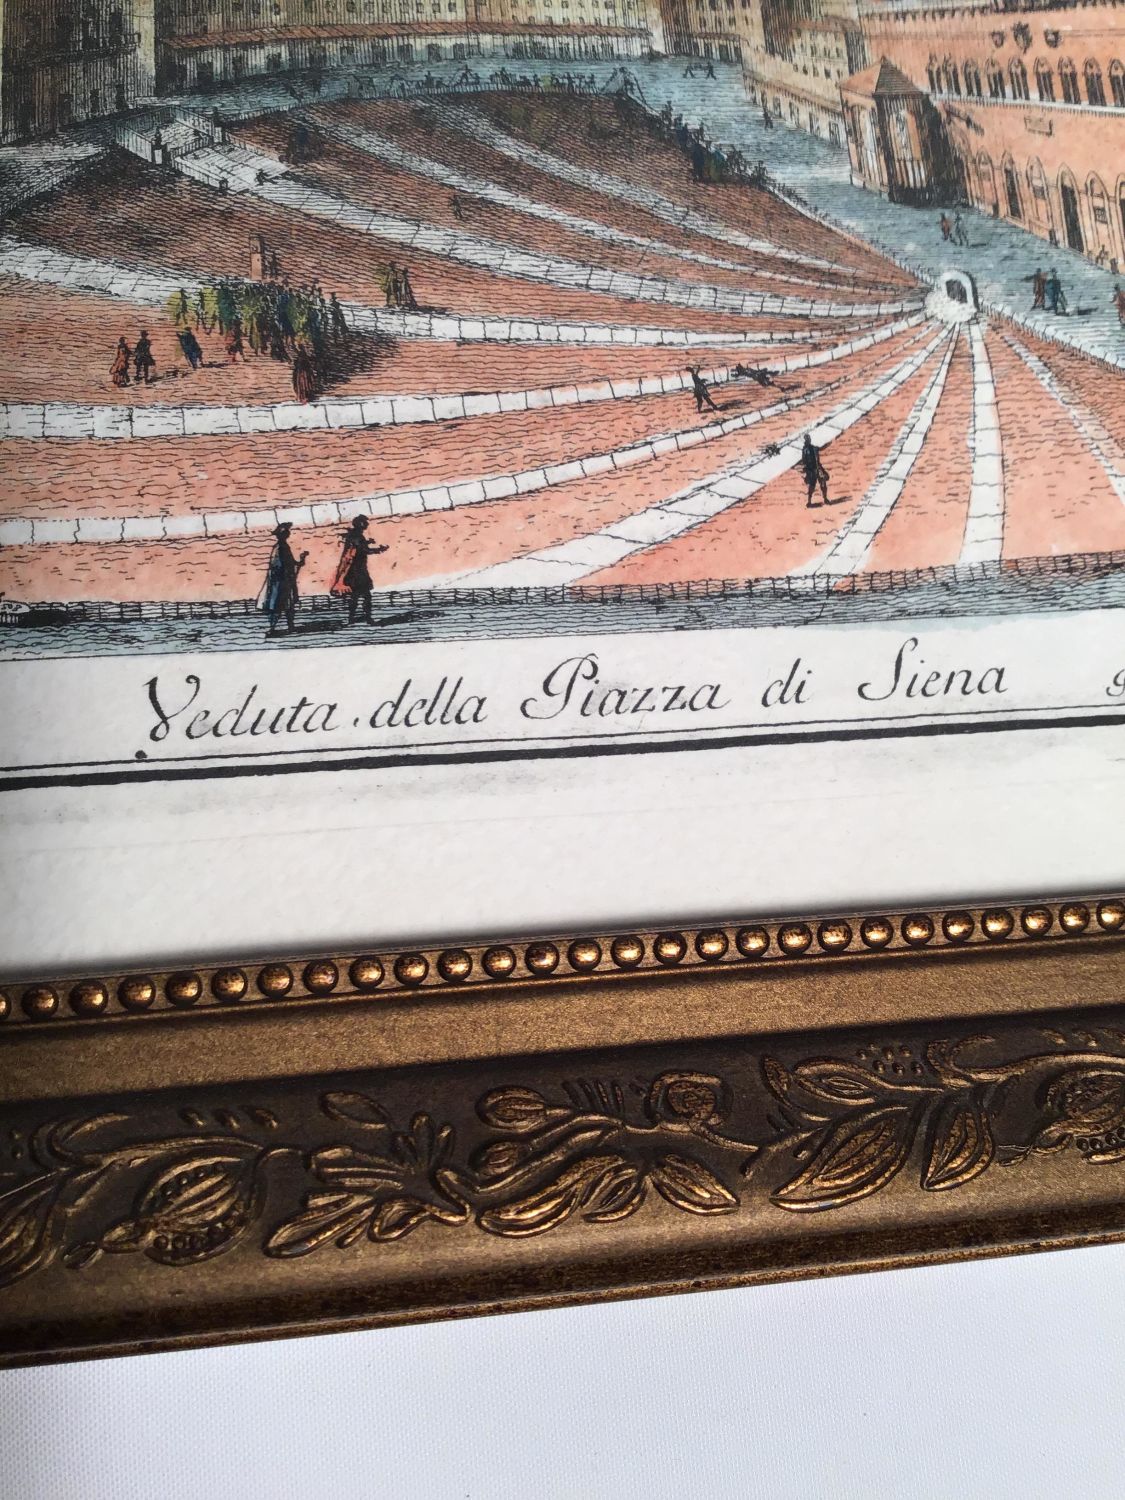 Veduta della Piazza di Siena